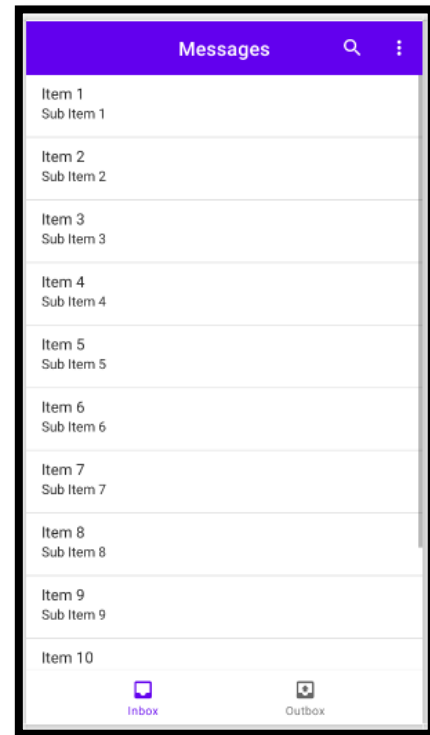 Messages
Item 1
Sub Item 1
Item 2
Sub Item 2
Item 3
Sub Item 3
Item 4
Sub Item 4
Item 5
Sub Item 5
Item 6
Sub Item 6
Item 7
Sub Item 7
Item 8
Sub Item 8
Item 9
Sub Item 9
Item 10
Inbox Outbox